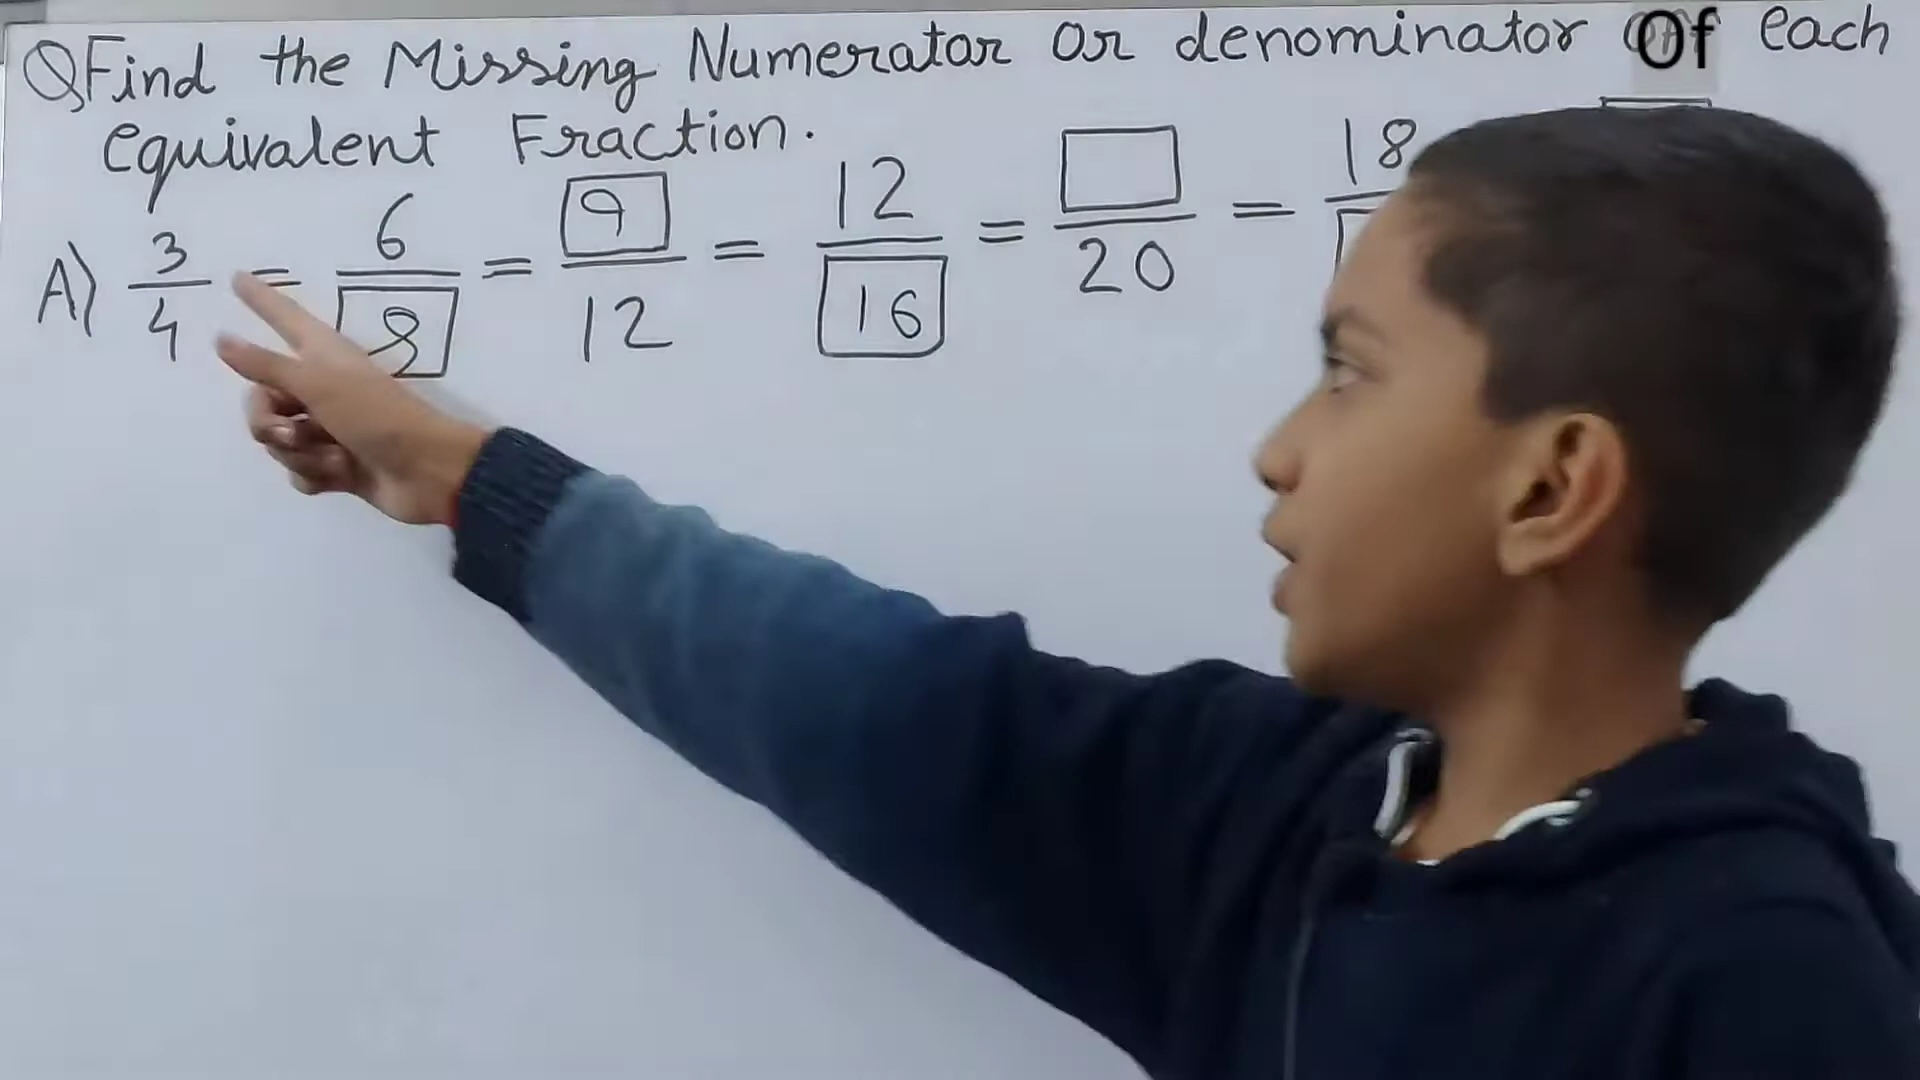 Q Find the Missing Numerator or denominator Of each
equivalent Fraction.
A) 3/4 = 6/8 = 9/12 = 12/16 = □/20 = 18/□